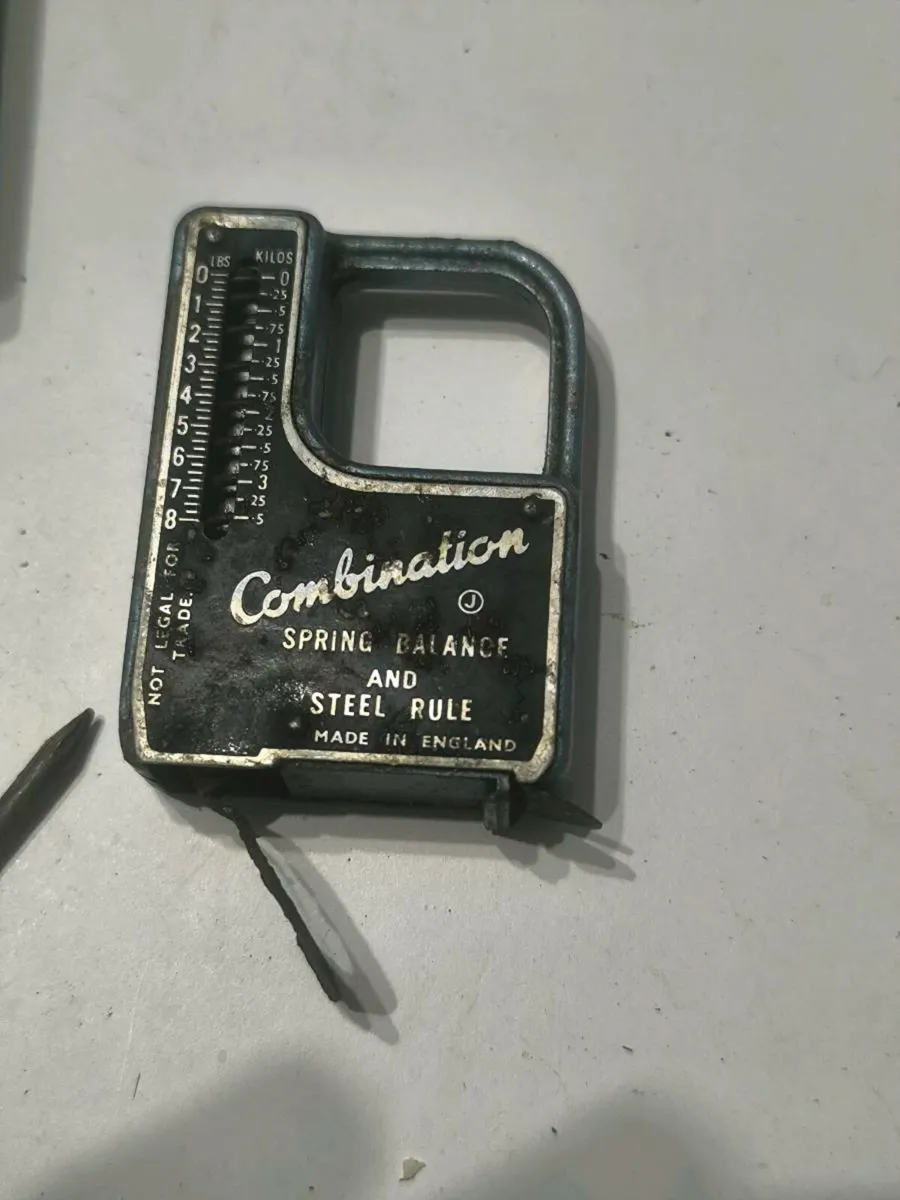 LBS KILOS
0 0
.25
1 .5
.75
2 1
3 .25
.5
4 .75
2
5 .25
6 .5
.75
7 3
.25
8 .5
NOT LEGAL FOR
TRADE.
Combination
J
SPRING BALANCE
AND
STEEL RULE
MADE IN ENGLAND